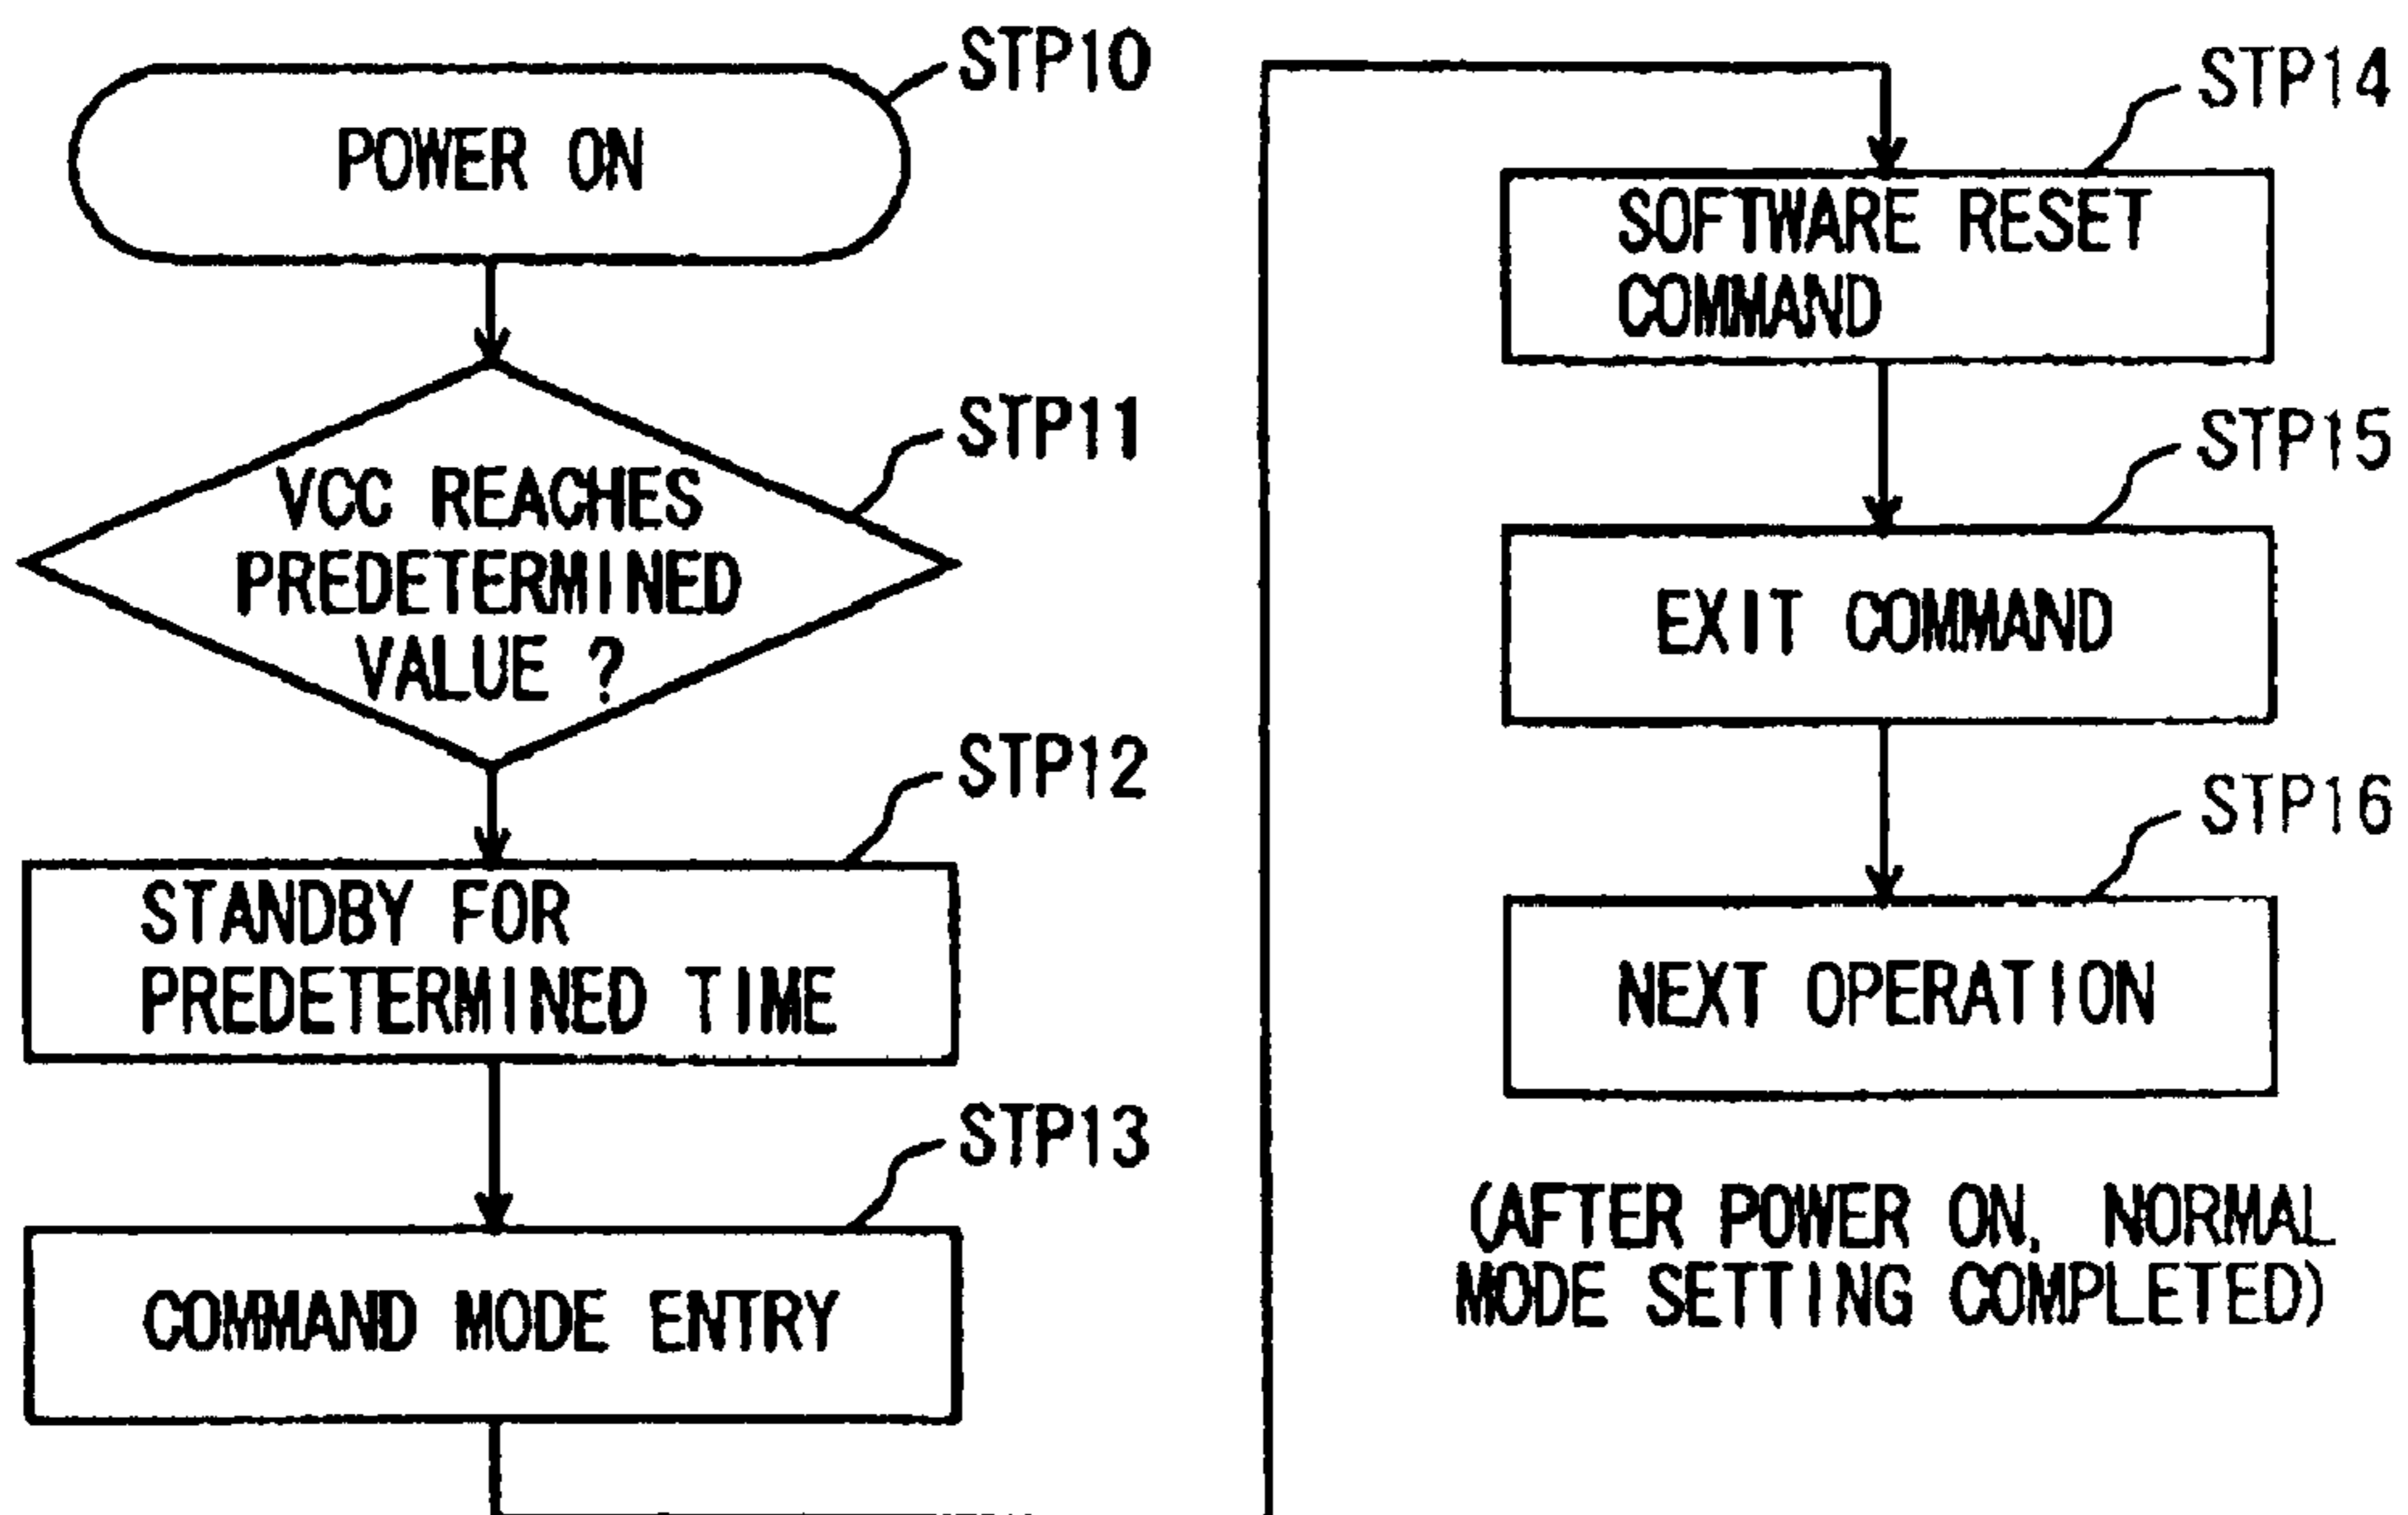 STP10
POWER ON
STP11
VCC REACHES
PREDETERMINED
VALUE ?
STP12
STANDBY FOR
PREDETERMINED TIME
STP13
COMMAND MODE ENTRY
STP14
SOFTWARE RESET
COMMAND
STP15
EXIT COMMAND
STP16
NEXT OPERATION
(AFTER POWER ON, NORMAL
MODE SETTING COMPLETED)